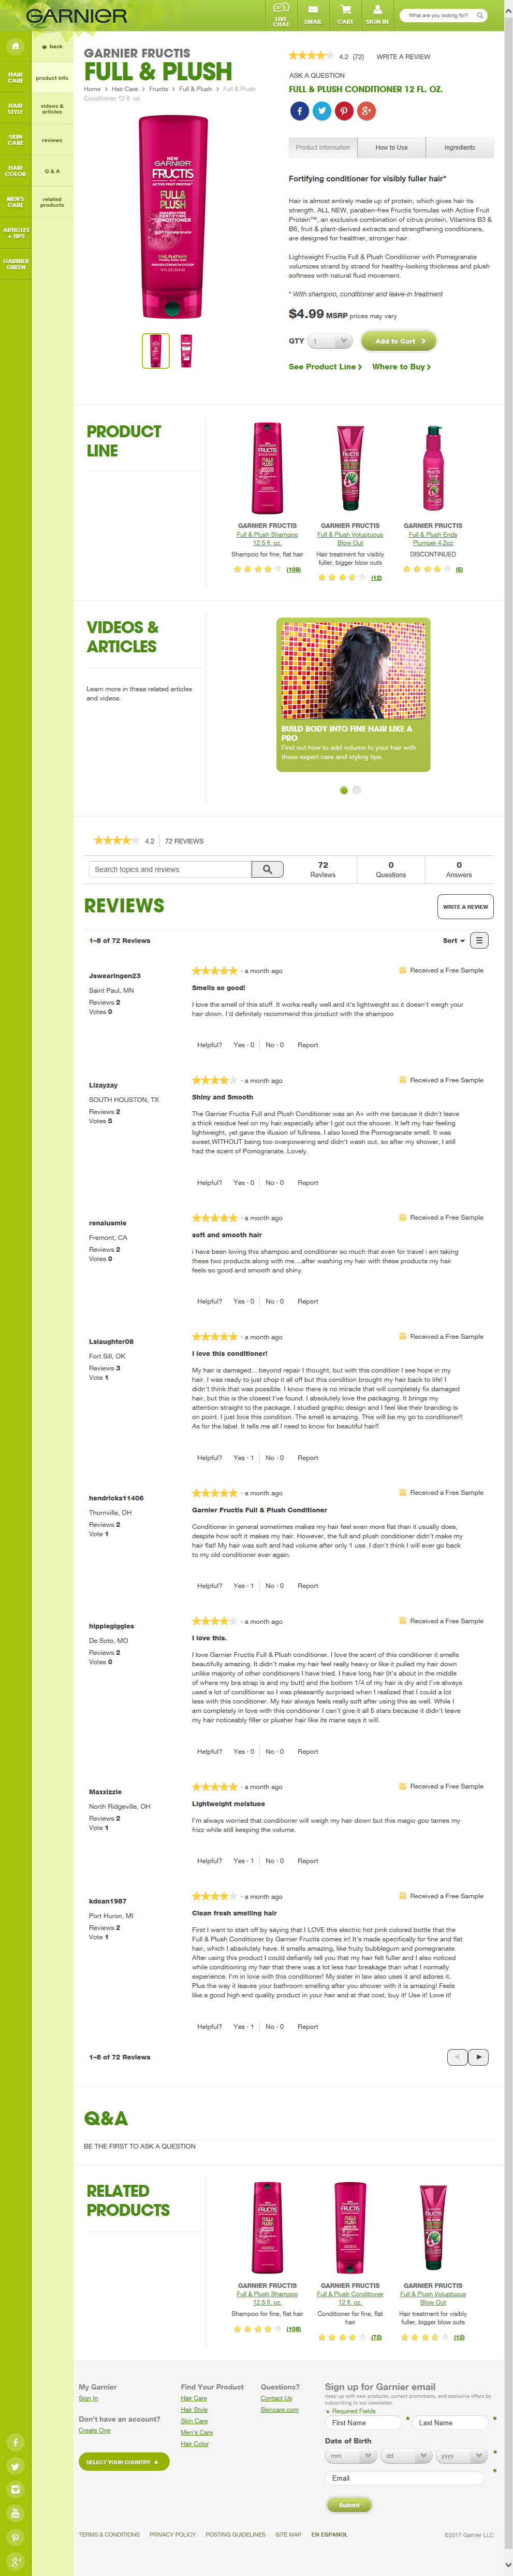 GARNIER
LIVE CHAT
EMAIL
CART
SIGN IN
What are you looking for?
HAIR CARE
HAIR STYLE
SKIN CARE
HAIR COLOR
MEN'S CARE
ARTICLES + TIPS
GARNIER GREEN
back
product info
videos & articles
reviews
Q & A
related products
GARNIER FRUCTIS
FULL & PLUSH
Home > Hair Care > Fructis > Full & Plush > Full & Plush
Conditioner 12 fl. oz.
NEW
GARNIER
FRUCTIS
ACTIVE FRUIT PROTEIN™
FULL&
PLUSH
PARABEN-FREE
FORTIFYING
CONDITIONER
With Pomegranate
FINE, FLAT HAIR
4.2 (72) WRITE A REVIEW
ASK A QUESTION
FULL & PLUSH CONDITIONER 12 FL. OZ.
Product Information
How to Use
Ingredients
Fortifying conditioner for visibly fuller hair*
Hair is almost entirely made up of protein, which gives hair its
strength. ALL NEW, paraben-free Fructis formulas with Active Fruit
Protein™, an exclusive combination of citrus protein, Vitamins B3 &
B6, fruit & plant-derived extracts and strengthening conditioners,
are designed for healthier, stronger hair.
Lightweight Fructis Full & Plush Conditioner with Pomegranate
volumizes strand by strand for healthy-looking thickness and plush
softness with natural fluid movement.
* With shampoo, conditioner and leave-in treatment
$4.99 MSRP prices may vary
QTY 1 Add to Cart >
See Product Line > Where to Buy >
PRODUCT
LINE
GARNIER FRUCTIS
Full & Plush Shampoo
12.5 fl. oz.
Shampoo for fine, flat hair
(108)
GARNIER FRUCTIS
Full & Plush Voluptuous
Blow Out
Hair treatment for visibly
fuller, bigger blow outs
(12)
GARNIER FRUCTIS
Full & Plush Ends
Plumper 4.2oz
DISCONTINUED
(6)
VIDEOS &
ARTICLES
Learn more in these related articles
and videos.
BUILD BODY INTO FINE HAIR LIKE A
PRO
Find out how to add volume to your hair with
these expert care and styling tips.
4.2 72 REVIEWS
Search topics and reviews
72
Reviews
0
Questions
0
Answers
REVIEWS
WRITE A REVIEW
1–8 of 72 Reviews
Sort
Jswearingen23
Saint Paul, MN
Reviews 2
Votes 0
· a month ago
Received a Free Sample
Smells so good!
I love the smell of this stuff. It works really well and it's lightweight so it doesn't weigh your
hair down. I'd definitely recommend this product with the shampoo
Helpful? Yes · 0 No · 0 Report
Lizayzay
SOUTH HOUSTON, TX
Reviews 2
Votes 5
· a month ago
Received a Free Sample
Shiny and Smooth
The Garnier Fructis Full and Plush Conditioner was an A+ with me because it didn't leave
a thick residue feel on my hair,especially after I got out the shower. It left my hair feeling
lightweight, yet gave the illusion of fullness. I also loved the Pomegranate smell. It was
sweet,WITHOUT being too overpowering and didn't wash out, so after my shower, I still
had the scent of Pomegranate. Lovely.
Helpful? Yes · 0 No · 0 Report
renalusmle
Fremont, CA
Reviews 2
Votes 0
· a month ago
Received a Free Sample
soft and smooth hair
i have been loving this shampoo and conditioner so much that even for travel i am taking
these two products along with me....after washing my hair with these products my hair
feels so good and smooth and shiny.
Helpful? Yes · 0 No · 0 Report
Lslaughter08
Fort Sill, OK
Reviews 3
Vote 1
· a month ago
Received a Free Sample
I love this conditioner!
My hair is damaged... beyond repair I thought, but with this condition I see hope in my
hair. I was ready to just chop it all off but this condition brought my hair back to life! I
didn't think that was possible. I know there is no miracle that will completely fix damaged
hair, but this is the closest I've found. I absolutely love the packaging. It brings my
attention straight to the package. I studied graphic design and I feel like their branding is
on point. I just love this condition. The smell is amazing. This will be my go to conditioner!!
As for the label. It tells me all I need to know for beautiful hair!!
Helpful? Yes · 1 No · 0 Report
hendricks11406
Thornville, OH
Reviews 2
Vote 1
· a month ago
Received a Free Sample
Garnier Fructis Full & Plush Conditioner
Conditioner in general sometimes makes my hair feel even more flat than it usually does,
despite how soft it makes my hair. However, the full and plush conditioner didn't make my
hair flat! My hair was soft and had volume after only 1 use. I don't think I will ever go back
to my old conditioner ever again.
Helpful? Yes · 1 No · 0 Report
hippiegiggles
De Soto, MO
Reviews 2
Votes 0
· a month ago
Received a Free Sample
I love this.
I love Garnier Fructis Full & Plush conditioner. I love the scent of this conditioner it smells
beautifully amazing. It didn't make my hair feel really heavy like it mped or pulled my hair down
unlike majority of other conditioners I have tried. I have long hair (it's about in the middle
of where my bra strap is and my butt) and the bottom 1/4 of my hair is dry and I've always
used a lot of conditioner so I was pleasantly surprised when I realized that I could a lot
less with this conditioner. My hair always feels really soft after using this as well. While I
am completely in love with this conditioner I can't give it all 5 stars because it didn't leave
my hair noticeably filler or plusher hair like its mane says it will.
Helpful? Yes · 0 No · 0 Report
Maxxizzle
North Ridgeville, OH
Reviews 2
Vote 1
· a month ago
Received a Free Sample
Lightweight moistuee
I'm always worried that conditioner will weigh my hair down but this magic goo tames my
frizz while still keeping the volume.
Helpful? Yes · 1 No · 0 Report
kdoan1987
Port Huron, MI
Reviews 2
Vote 1
· a month ago
Received a Free Sample
Clean fresh smelling hair
First I want to start off by saying that I LOVE this electric hot pink colored bottle that the
Full & Plush Conditioner by Garnier Fructis comes in! It's made specifically for fine and flat
hair, which I absolutely have. It smells amazing, like fruity bubblegum and pomegranate.
After using this product I could definately tell you that my hair felt fuller and I also noticed
while conditioning my hair that there was a lot less hair breakage than what I normally
experience. I'm in love with this conditioner! My sister in law also uses it and adores it.
Plus the way it leaves your bathroom smelling after you shower with it is amazing! Feels
like a good high end quality product in your hair and at that cost, buy it! Use it! Love it!
Helpful? Yes · 1 No · 0 Report
1–8 of 72 Reviews
Q&A
BE THE FIRST TO ASK A QUESTION
RELATED
PRODUCTS
GARNIER FRUCTIS
Full & Plush Shampoo
12.5 fl. oz.
Shampoo for fine, flat hair
(108)
GARNIER FRUCTIS
Full & Plush Conditioner
12 fl. oz.
Conditioner for fine, flat
hair
(72)
GARNIER FRUCTIS
Full & Plush Voluptuous
Blow Out
Hair treatment for visibly
fuller, bigger blow outs
(12)
My Garnier
Sign In
Don't have an account?
Create One
SELECT YOUR COUNTRY
Find Your Product
Hair Care
Hair Style
Skin Care
Men's Care
Hair Color
Questions?
Contact Us
Skincare.com
Sign up for Garnier email
Keep up with new products, current promotions, and exclusive offers by
subscribing to our newsletter.
* Required Fields
First Name * Last Name *
Date of Birth
mm dd yyyy *
Email *
Submit
TERMS & CONDITIONS PRIVACY POLICY POSTING GUIDELINES SITE MAP EN ESPANOL
©2017 Garnier LLC